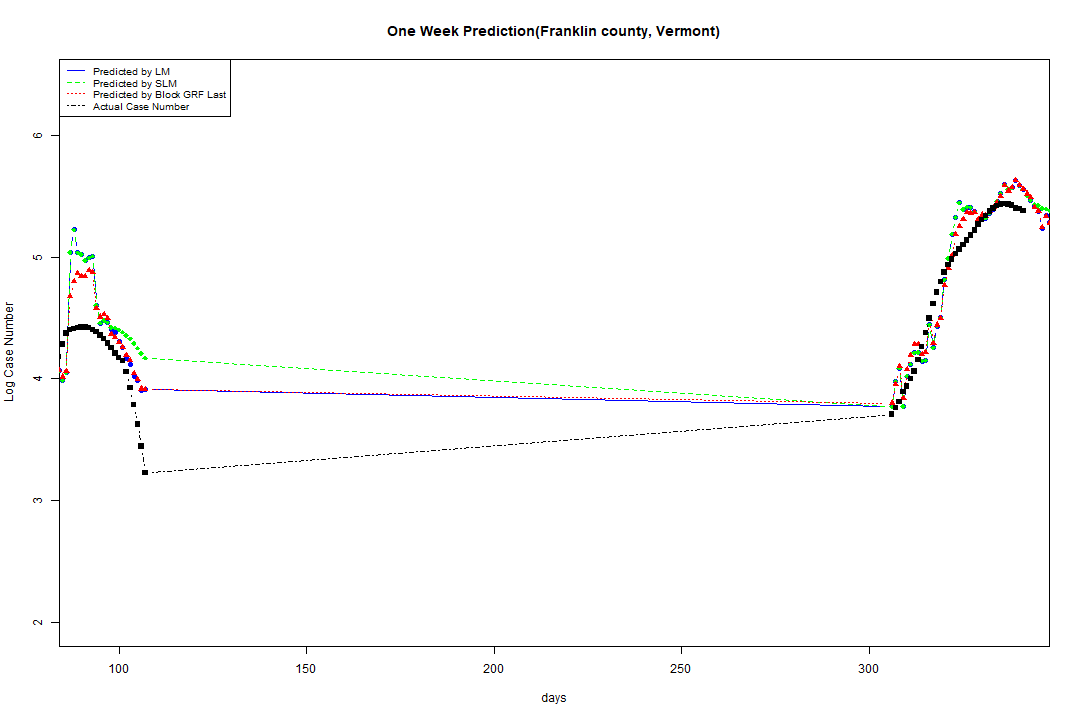 One Week Prediction(Franklin county, Vermont)
Predicted by LM
Predicted by SLM
Predicted by Block GRF Last
Actual Case Number
6
5
4
3
2
Log Case Number
100 150 200 250 300
days